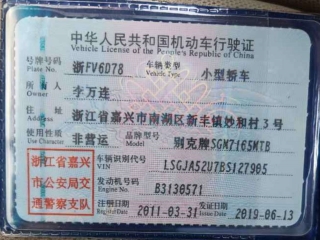 中华人民共和国机动车行驶证
Vehicle License of the People's Republic of China
号牌号码 浙FV6D78 车辆类型 小型轿车
Plate No. Vehicle Type
所有人 李万连
Owner
住址 浙江省嘉兴市南湖区新丰镇妙和村3号
Address
使用性质 非营运 品牌型号 别克牌SGM7165MTB
Use Character Model
浙江省嘉兴
市公安局交
通警察支队
车辆识别代号 LSGJA52U7BS127905
VIN
发动机号码 B3130571
Engine No.
注册日期 2011-03-31 发证日期 2019-06-13
Register Date Issue Date